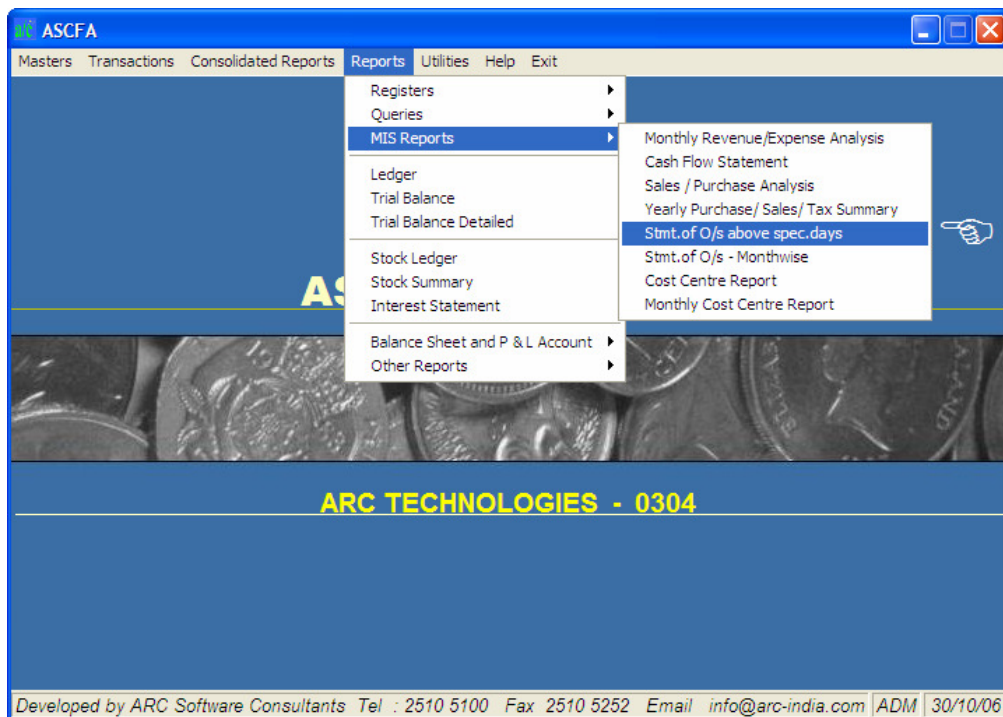 ASCFA
Masters Transactions Consolidated Reports Reports Utilities Help Exit
Registers
Queries
MIS Reports
Ledger
Trial Balance
Trial Balance Detailed
Stock Ledger
Stock Summary
Interest Statement
Balance Sheet and P & L Account
Other Reports
Monthly Revenue/Expense Analysis
Cash Flow Statement
Sales / Purchase Analysis
Yearly Purchase/ Sales/ Tax Summary
Stmt.of O/s above spec.days
Stmt.of O/s - Monthwise
Cost Centre Report
Monthly Cost Centre Report
ARC TECHNOLOGIES - 0304
Developed by ARC Software Consultants Tel : 2510 5100 Fax 2510 5252 Email info@arc-india.com ADM 30/10/06